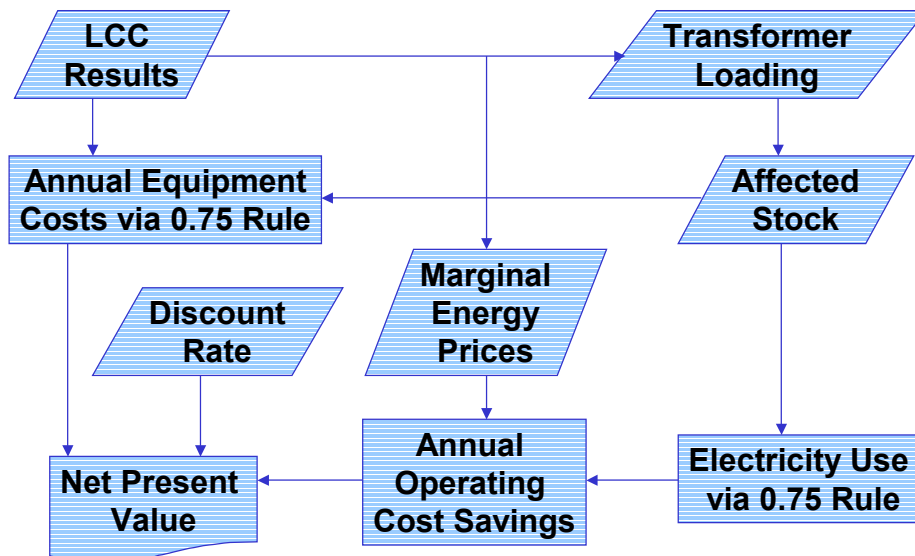 LCC
Results
Transformer
Loading
Annual Equipment
Costs via 0.75 Rule
Affected
Stock
Marginal
Energy
Prices
Discount
Rate
Net Present
Value
Annual
Operating
Cost Savings
Electricity Use
via 0.75 Rule